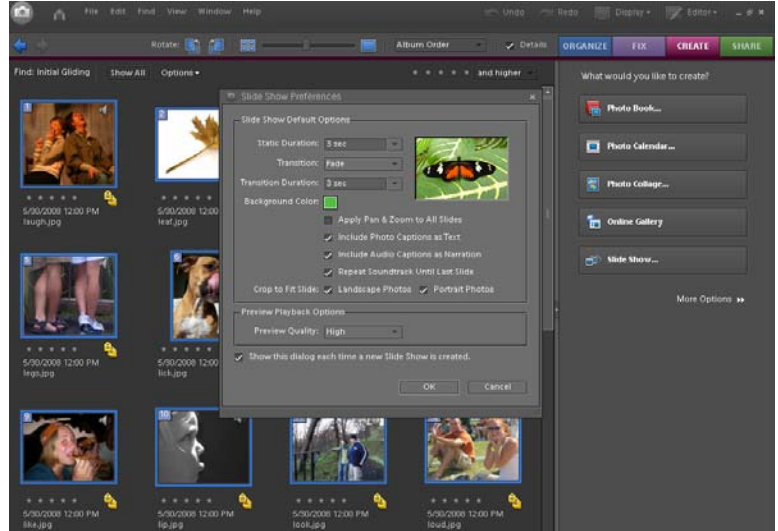 File Edit Find View Window Help Undo Redo Display Editor
Rotate: Album Order Details ORGANIZE FIX CREATE SHARE
Find: Initial Gliding Show All Options and higher
What would you like to create?
Photo Book...
Photo Calendar...
Photo Collage...
Online Gallery
Slide Show...
More Options
Slide Show Preferences
Slide Show Default Options
Static Duration: 3 sec
Transition: Fade
Transition Duration: 3 sec
Background Color:
Apply Pan & Zoom to All Slides
Include Photo Captions as Text
Include Audio Captions as Narration
Repeat Soundtrack Until Last Slide
Crop to Fit Slide: Landscape Photos Portrait Photos
Preview Playback Options
Preview Quality: High
Show this dialog each time a new Slide Show is created.
OK Cancel
1 2
5/30/2008 12:00 PM 5/30/2008 12:00 PM
laugh.jpg leaf.jpg
5 6
5/30/2008 12:00 PM 5/30/2008 12:00 PM
legs.jpg lick.jpg
9 10
5/30/2008 12:00 PM 5/30/2008 12:00 PM 5/30/2008 12:00 PM 5/30/2008 12:00 PM
like.jpg lip.jpg look.jpg loud.jpg